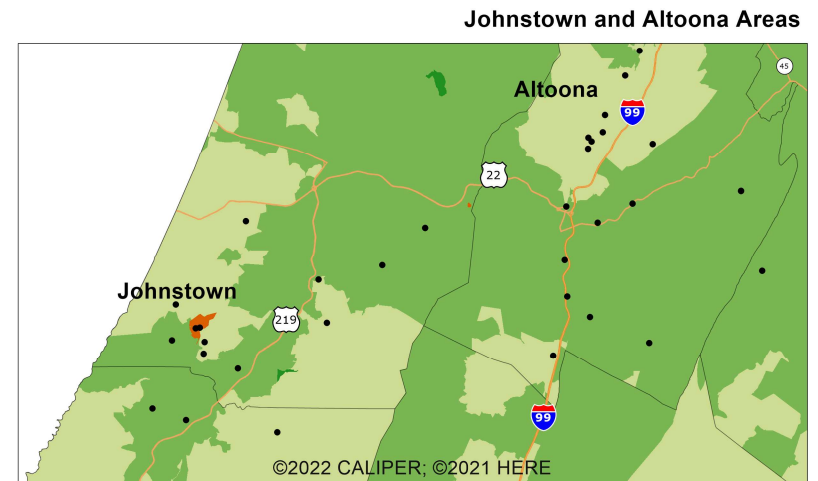 Johnstown and Altoona Areas
45
Altoona
99
22
Johnstown
219
99
©2022 CALIPER; ©2021 HERE